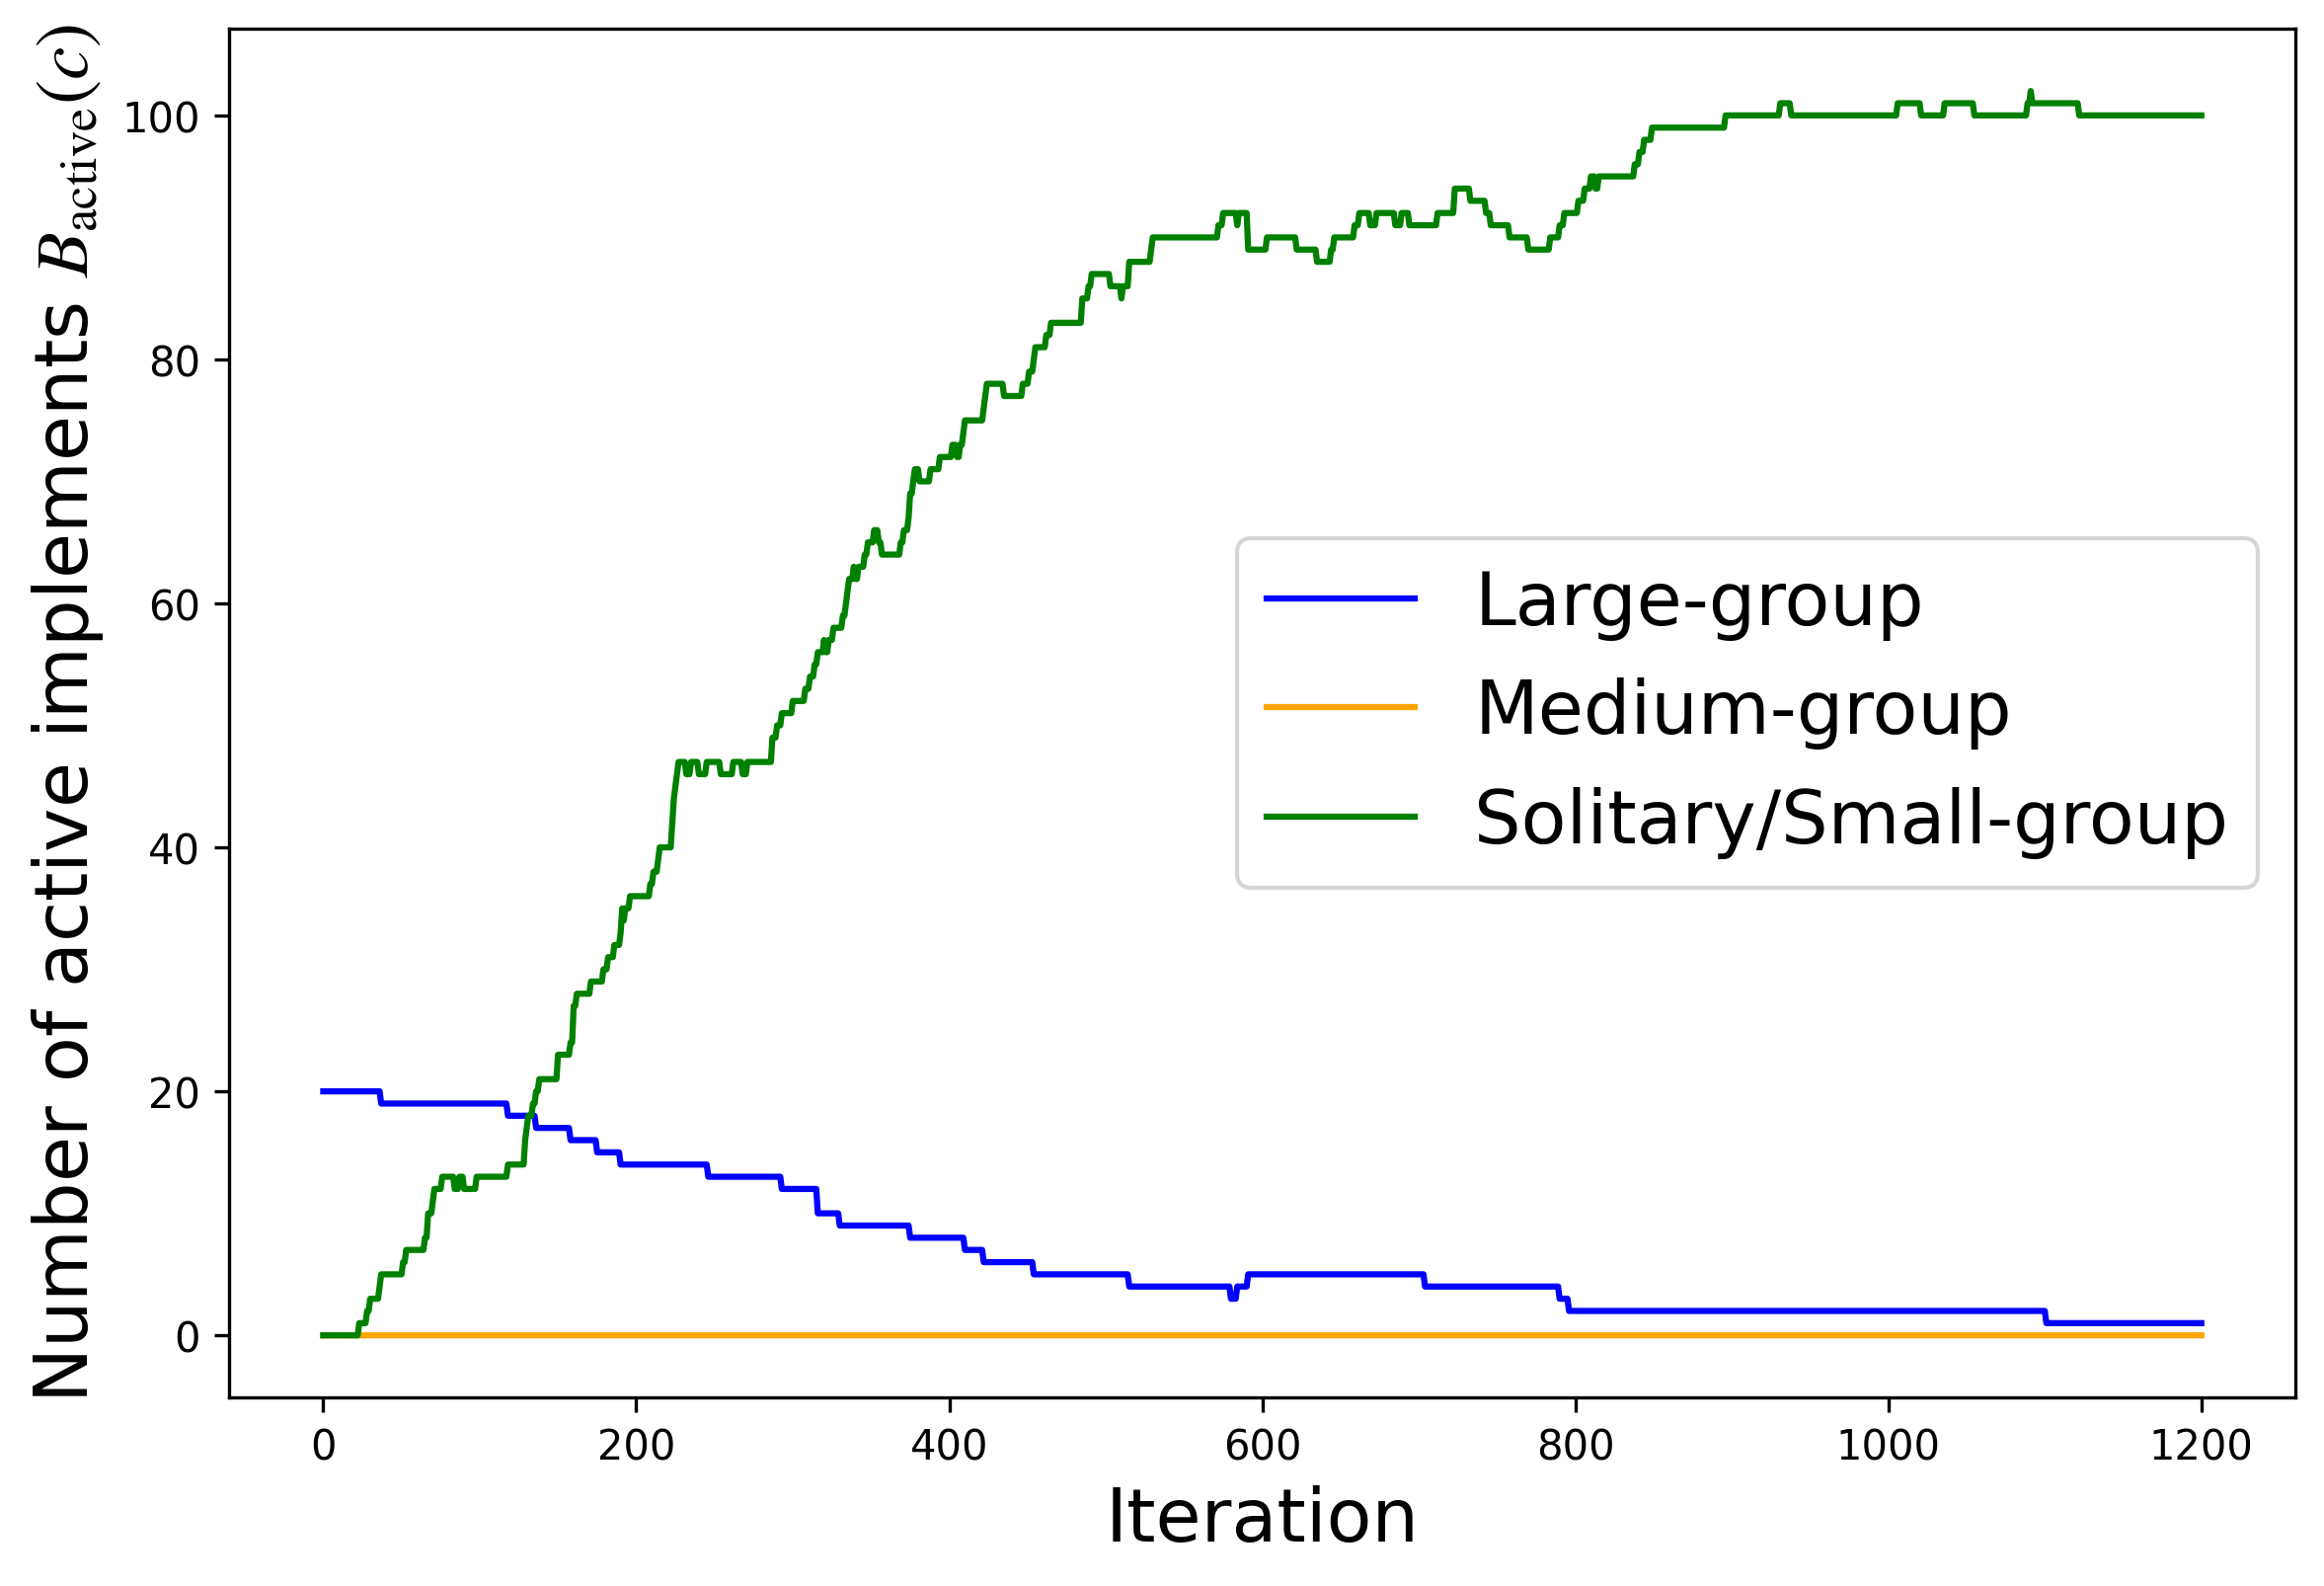 Number of active implements B_active(c)
100
80
60
40
20
0
Large-group
Medium-group
Solitary/Small-group
0 200 400 600 800 1000 1200
Iteration